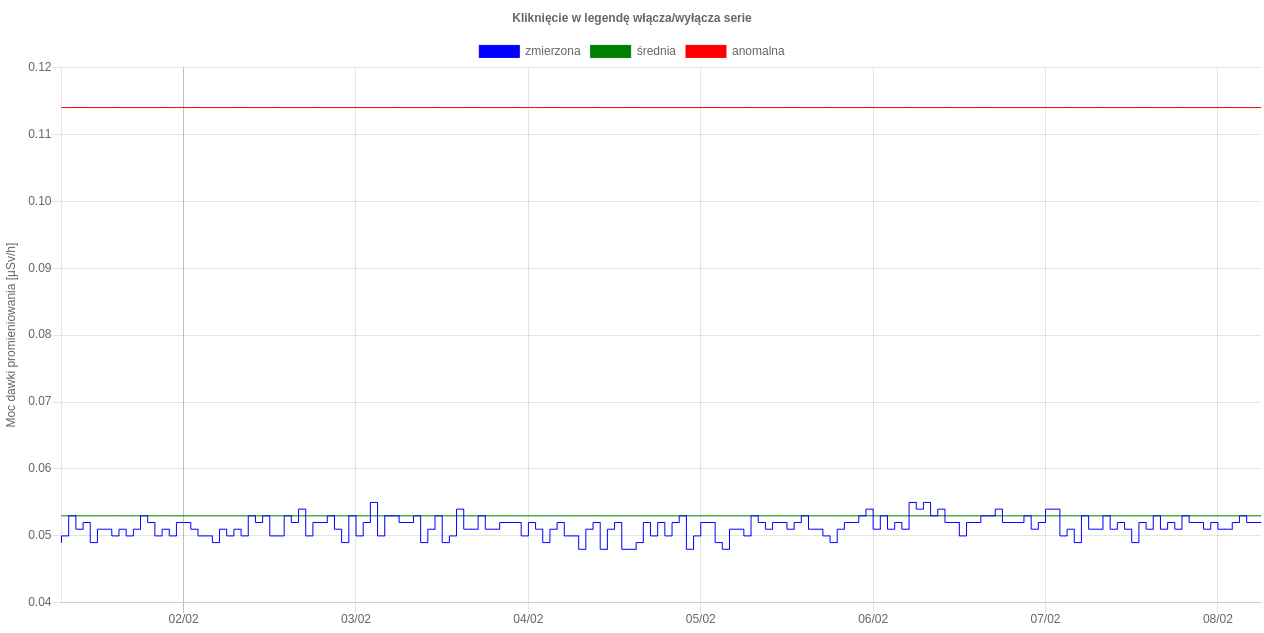 Kliknięcie w legendę włącza/wyłącza serie
zmierzona średnia anomalna
0.12
0.11
0.10
0.09
0.08
0.07
0.06
0.05
0.04
Moc dawki promieniowania [µSv/h]
02/02 03/02 04/02 05/02 06/02 07/02 08/02